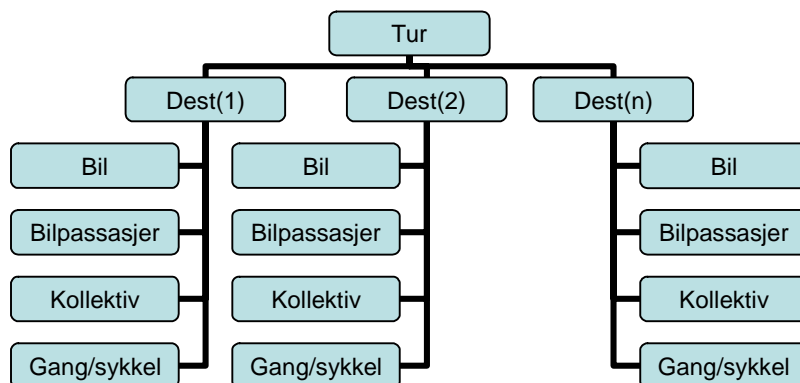 Tur
Dest(1) Dest(2) Dest(n)
Bil Bil Bil
Bilpassasjer Bilpassasjer Bilpassasjer
Kollektiv Kollektiv Kollektiv
Gang/sykkel Gang/sykkel Gang/sykkel